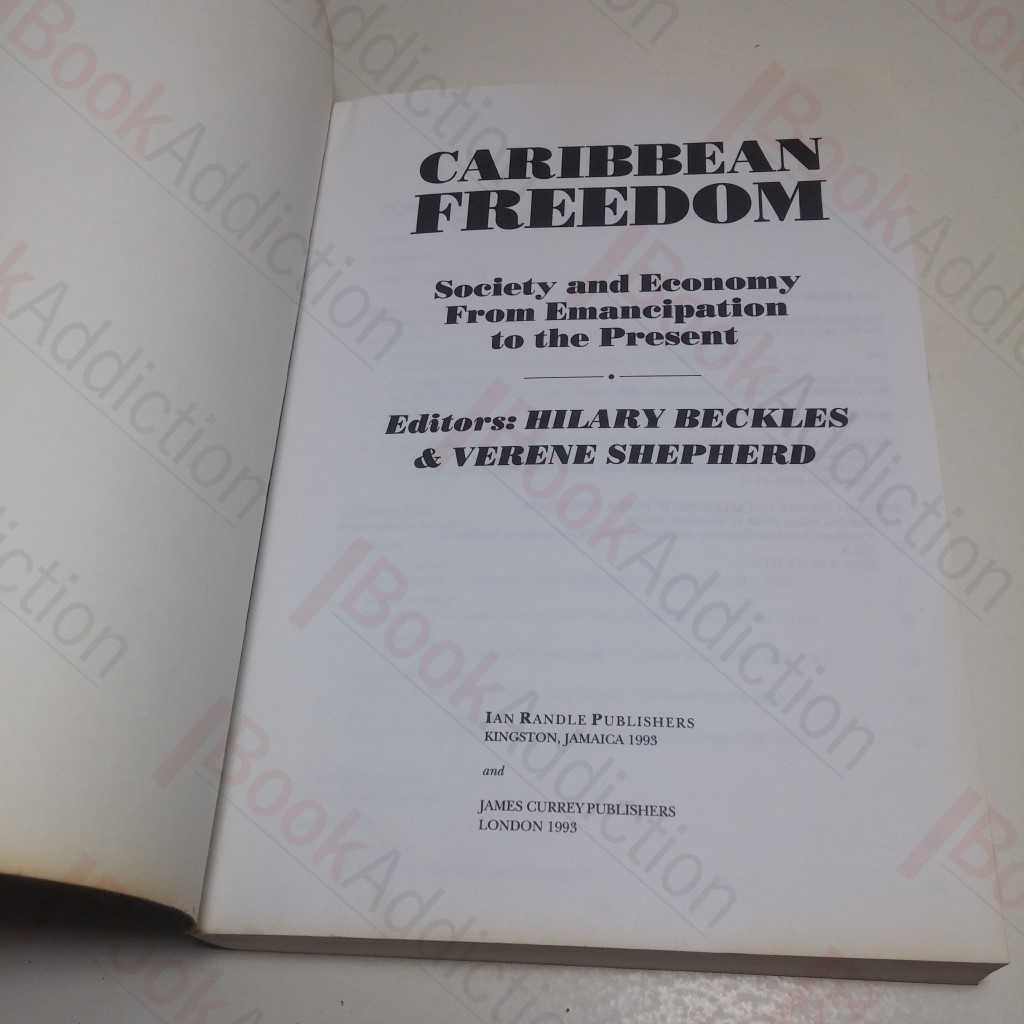 CARIBBEAN
FREEDOM
Society and Economy
From Emancipation
to the Present
Editors: HILARY BECKLES
& VERENE SHEPHERD
IAN RANDLE PUBLISHERS
KINGSTON, JAMAICA 1993
and
JAMES CURREY PUBLISHERS
LONDON 1993
BookAddiction